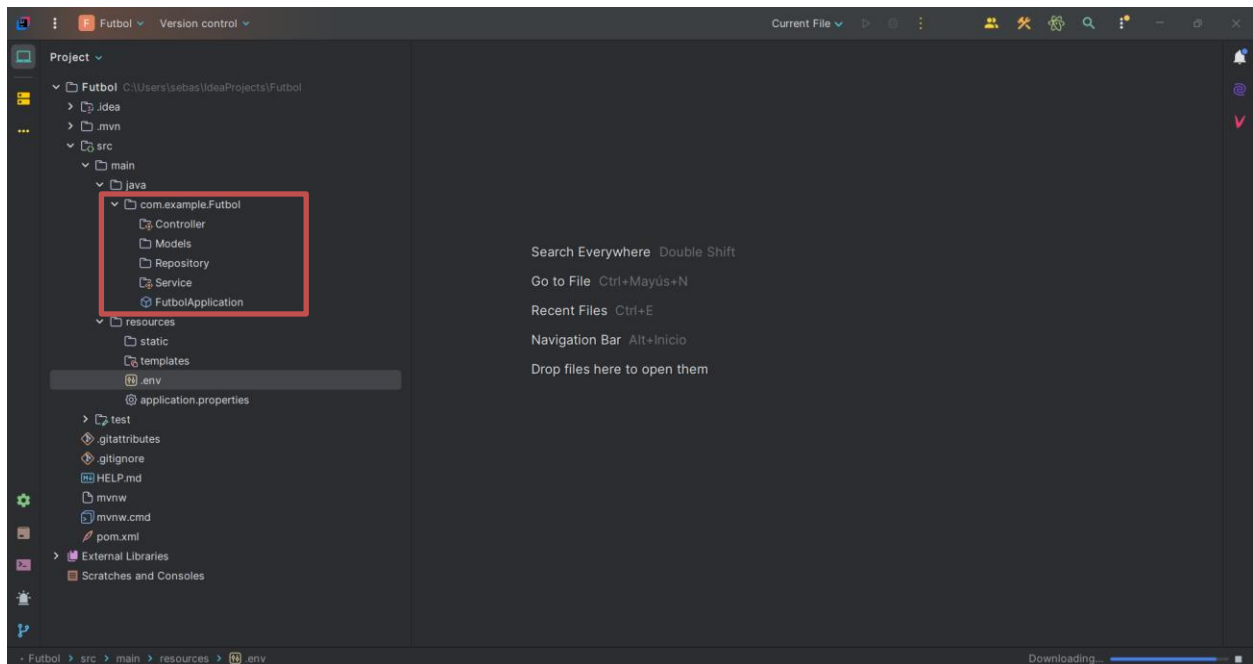 F Futbol Version control Current File
Project
Futbol C:\Users\sebas\IdeaProjects\Futbol
.idea
.mvn
src
main
java
com.example.Futbol
Controller
Models
Repository
Service
FutbolApplication
resources
static
templates
.env
application.properties
test
.gitattributes
.gitignore
M↓ HELP.md
mvnw
mvnw.cmd
pom.xml
External Libraries
Scratches and Consoles
Search Everywhere Double Shift
Go to File Ctrl+Mayús+N
Recent Files Ctrl+E
Navigation Bar Alt+Inicio
Drop files here to open them
Futbol > src > main > resources > .env Downloading...